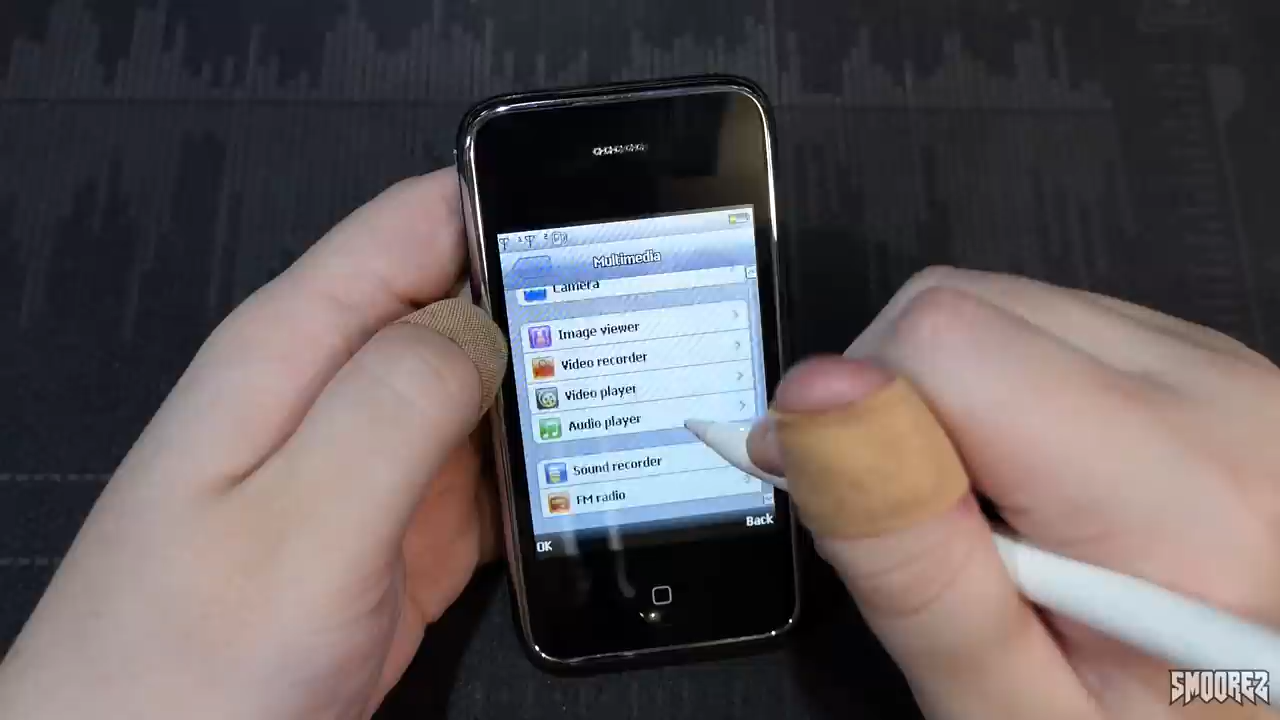 Multimedia
Camera
Image viewer
Video recorder
Video player
Audio player
Sound recorder
FM radio
OK
Back
SMOOREZ